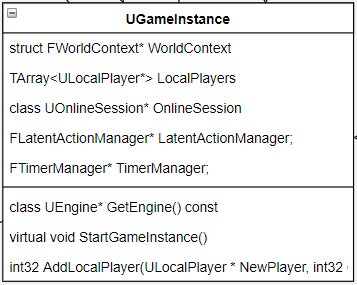 UGameInstance
struct FWorldContext* WorldContext
TArray<ULocalPlayer*> LocalPlayers
class UOnlineSession* OnlineSession
FLatentActionManager* LatentActionManager;
FTimerManager* TimerManager;
class UEngine* GetEngine() const
virtual void StartGameInstance()
int32 AddLocalPlayer(ULocalPlayer * NewPlayer, int32